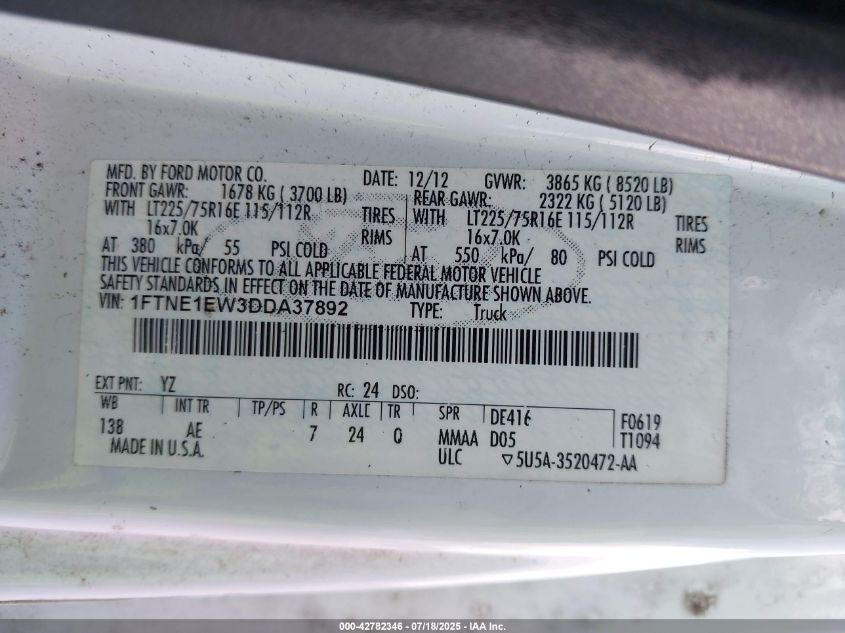 MFD. BY FORD MOTOR CO. DATE: 12/12 GVWR: 3865 KG ( 8520 LB)
FRONT GAWR: 1678 KG ( 3700 LB) REAR GAWR: 2322 KG ( 5120 LB)
WITH LT225/75R16E 115/112R TIRES WITH LT225/75R16E 115/112R TIRES
16x7.0K RIMS 16x7.0K RIMS
AT 380 kPa/ 55 PSI COLD AT 550 kPa/ 80 PSI COLD
THIS VEHICLE CONFORMS TO ALL APPLICABLE FEDERAL MOTOR VEHICLE
SAFETY STANDARDS IN EFFECT ON THE DATE OF MANUFACTURE SHOWN ABOVE.
VIN: 1FTNE1EW3DDA37892 TYPE: Truck
EXT PNT: YZ RC: 24 DSO:
WB INT TR TP/PS R AXLE TR SPR DE416 F0619
138 AE 7 24 Q MMAA D05 T1094
MADE IN U.S.A. ULC ▽5U5A-3520472-AA
000-42782346 - 07/18/2025 - IAA Inc.